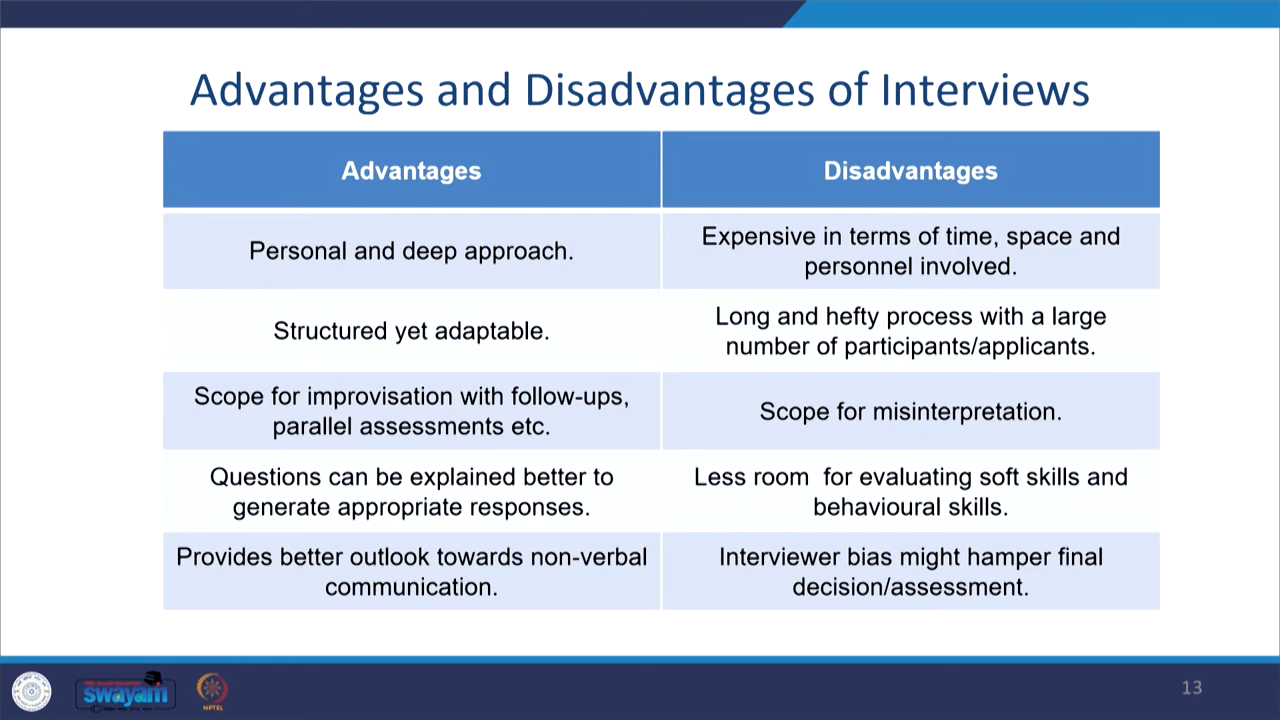 Advantages and Disadvantages of Interviews
Advantages
Disadvantages
Personal and deep approach.
Expensive in terms of time, space and
personnel involved.
Structured yet adaptable.
Long and hefty process with a large
number of participants/applicants.
Scope for improvisation with follow-ups,
parallel assessments etc.
Scope for misinterpretation.
Questions can be explained better to
generate appropriate responses.
Less room  for evaluating soft skills and
behavioural skills.
Provides better outlook towards non-verbal
communication.
Interviewer bias might hamper final
decision/assessment.
swayam
NPTEL
13